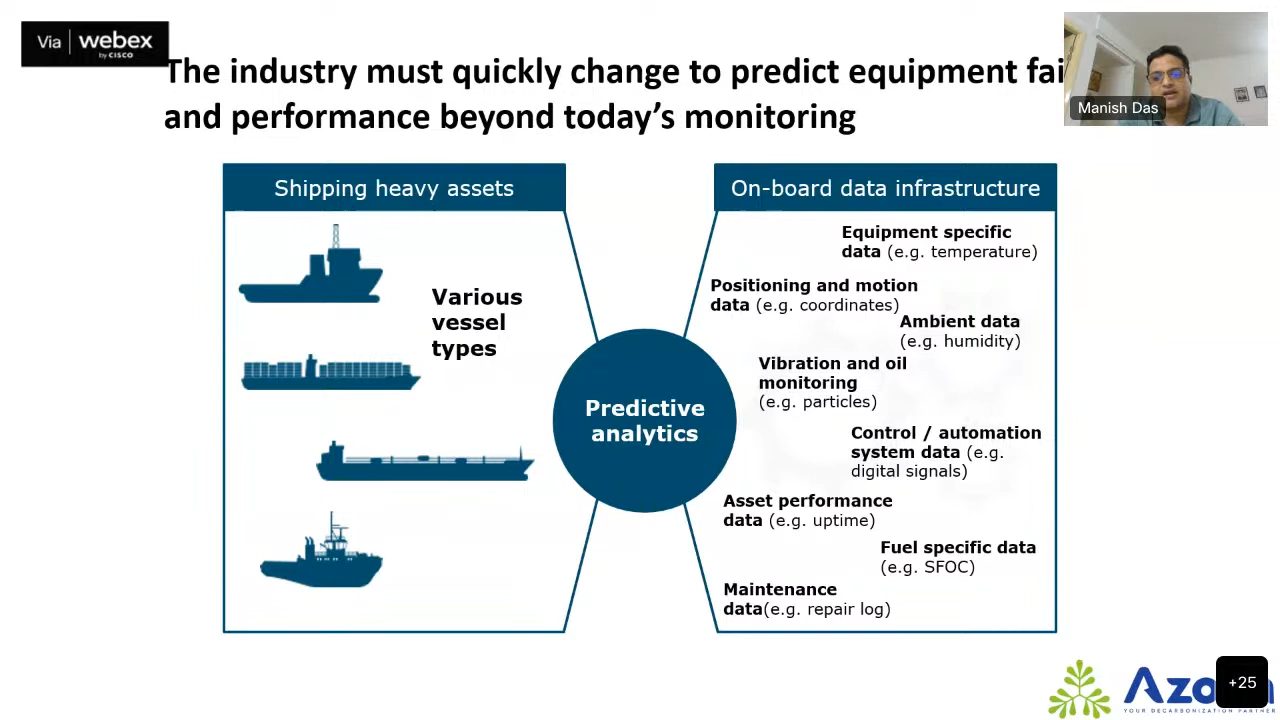 Via webex
by CISCO
The industry must quickly change to predict equipment
and performance beyond today’s monitoring
Manish Das
Shipping heavy assets
Various
vessel
types
Predictive
analytics
On-board data infrastructure
Equipment specific
data (e.g. temperature)
Positioning and motion
data (e.g. coordinates)
Ambient data
(e.g. humidity)
Vibration and oil
monitoring
(e.g. particles)
Control / automation
system data (e.g.
digital signals)
Asset performance
data (e.g. uptime)
Fuel specific data
(e.g. SFOC)
Maintenance
data(e.g. repair log)
+25
YOUR DECARBONIZATION PARTNER